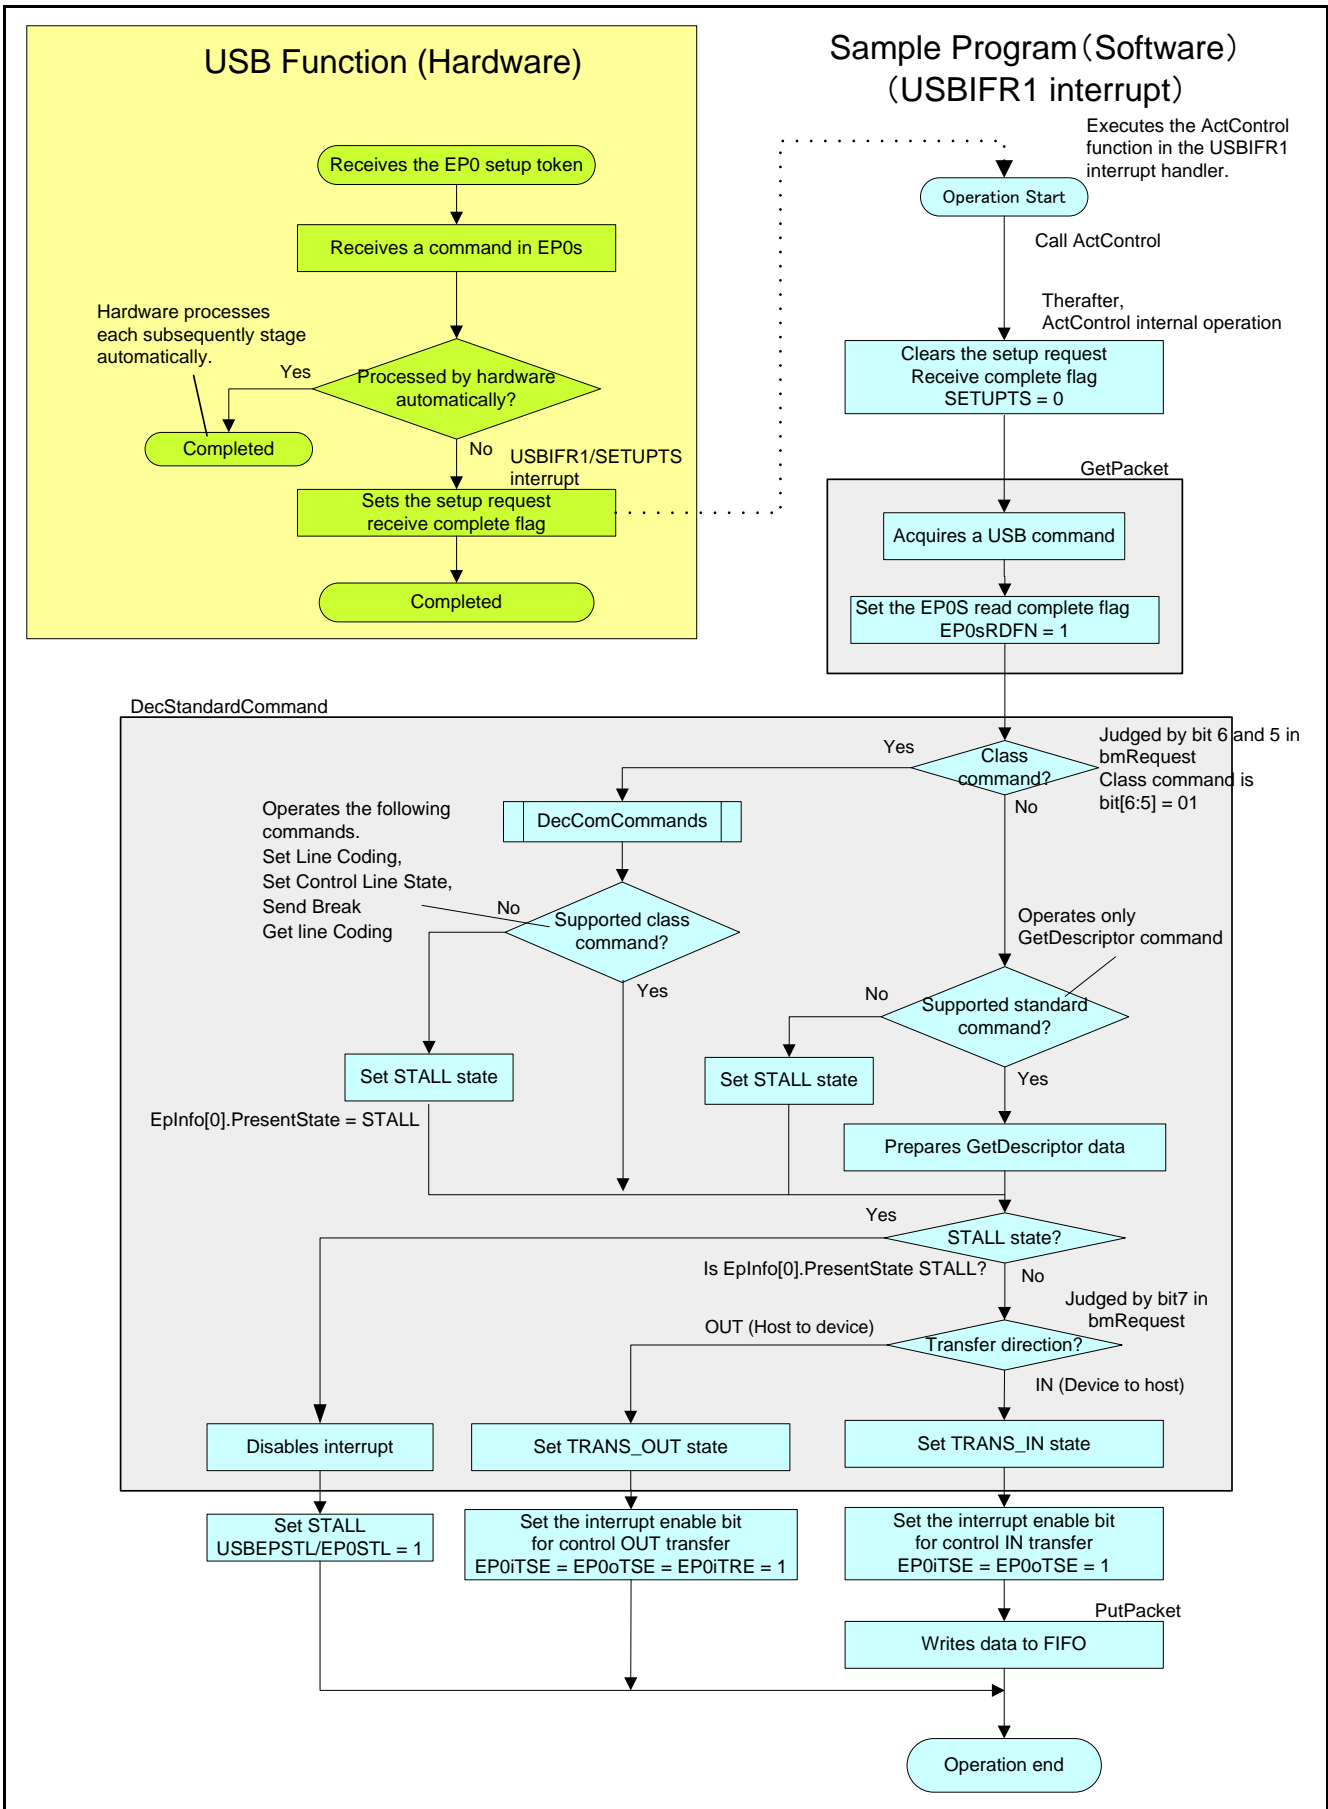 USB Function (Hardware)
Sample Program(Software)
(USBIFR1 interrupt)
Executes the ActControl
function in the USBIFR1
interrupt handler.
Receives the EP0 setup token
Receives a command in EP0s
Hardware processes
each subsequently stage
automatically.
Yes
Processed by hardware
automatically?
Completed
No
USBIFR1/SETUPTS
interrupt
Sets the setup request
receive complete flag
Completed
Operation Start
Call ActControl
Therafter,
ActControl internal operation
Clears the setup request
Receive complete flag
SETUPTS = 0
GetPacket
Acquires a USB command
Set the EP0S read complete flag
EP0sRDFN = 1
DecStandardCommand
Yes
Class
command?
Judged by bit 6 and 5 in
bmRequest
Class command is
bit[6:5] = 01
No
DecComCommands
Operates the following
commands.
Set Line Coding,
Set Control Line State,
Send Break
Get line Coding
No
Supported class
command?
Yes
Operates only
GetDescriptor command
No
Supported standard
command?
Yes
Set STALL state
Set STALL state
EpInfo[0].PresentState = STALL
Prepares GetDescriptor data
Yes
STALL state?
Is EpInfo[0].PresentState STALL?
No
Judged by bit7 in
bmRequest
OUT (Host to device)
Transfer direction?
IN (Device to host)
Disables interrupt
Set TRANS_OUT state
Set TRANS_IN state
Set STALL
USBEPSTL/EP0STL = 1
Set the interrupt enable bit
for control OUT transfer
EP0iTSE = EP0oTSE = EP0iTRE = 1
Set the interrupt enable bit
for control IN transfer
EP0iTSE = EP0oTSE = 1
PutPacket
Writes data to FIFO
Operation end